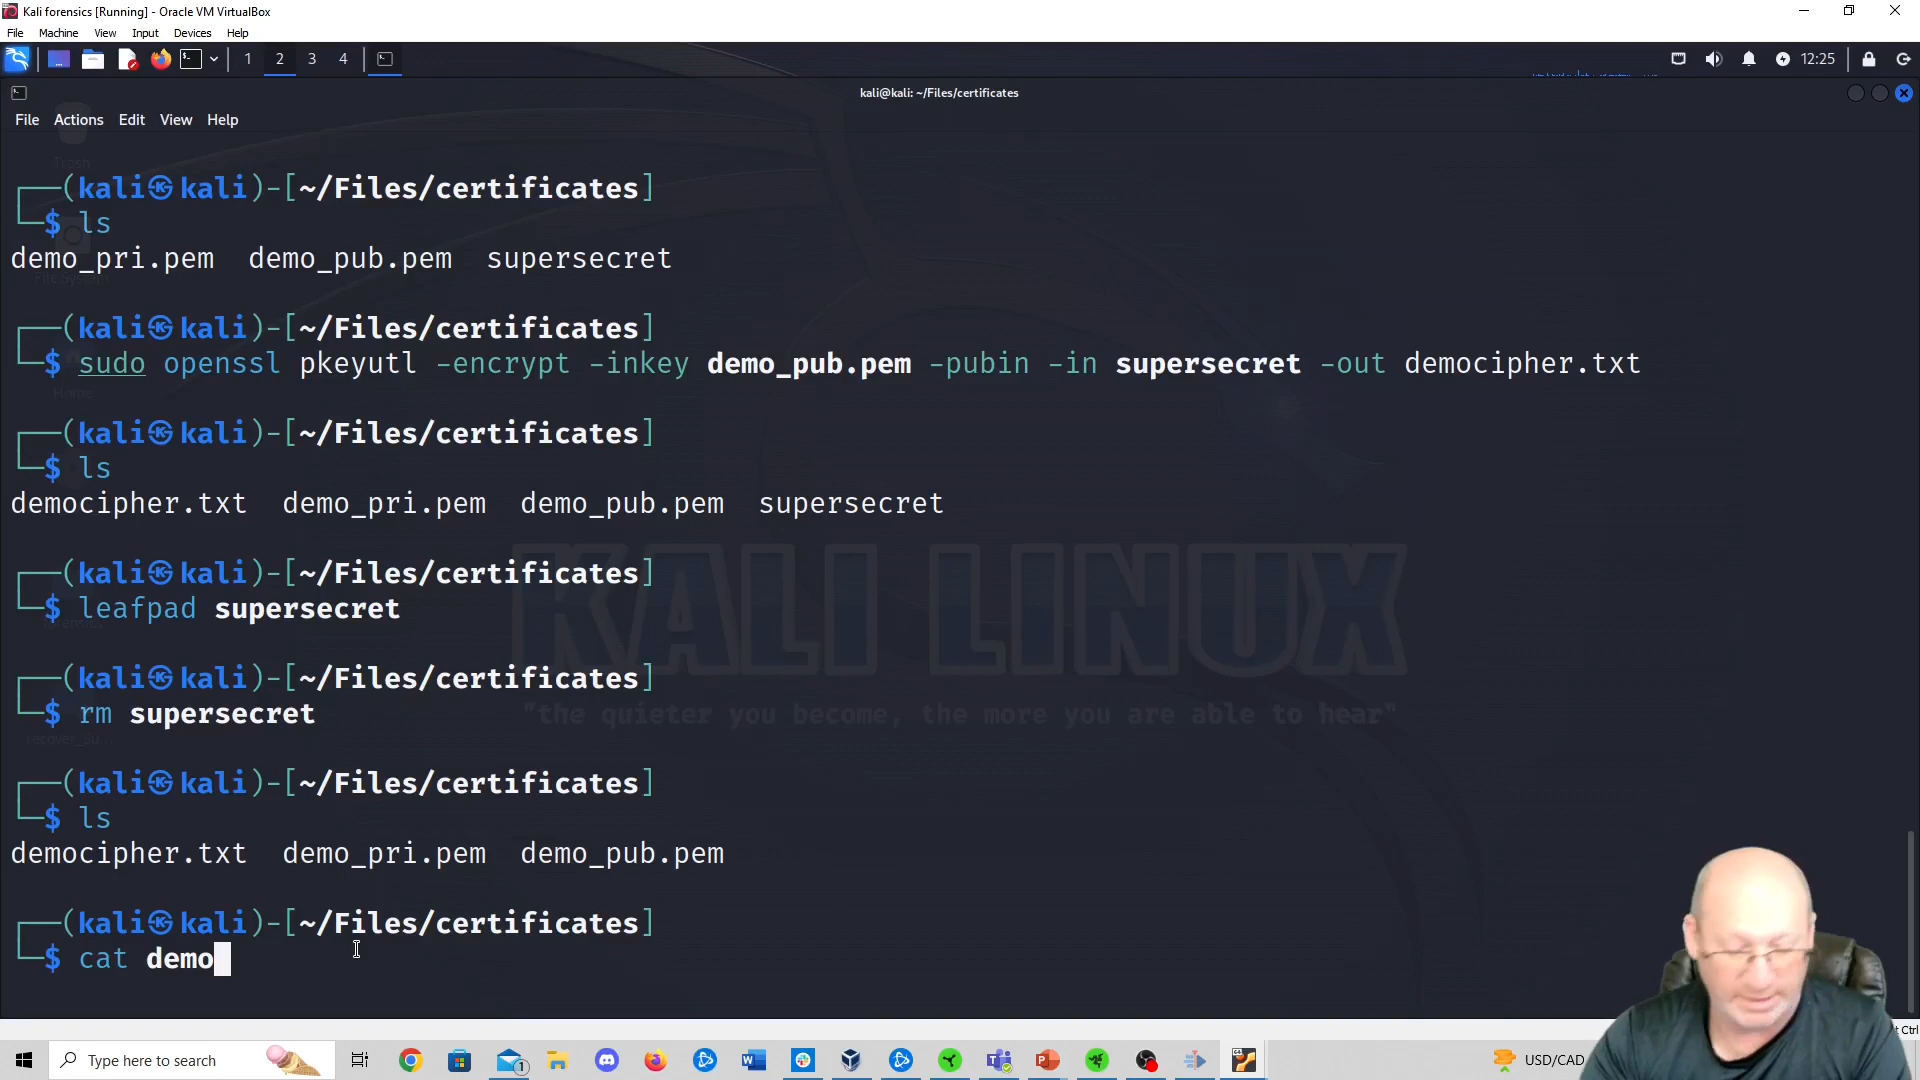 Kali forensics [Running] - Oracle VM VirtualBox
File Machine View Input Devices Help
1 2 3 4 12:25
kali@kali: ~/Files/certificates
File Actions Edit View Help
Trash
┌──(kali㉿kali)-[~/Files/certificates]
└─$ ls
demo_pri.pem demo_pub.pem supersecret
┌──(kali㉿kali)-[~/Files/certificates]
└─$ sudo openssl pkeyutl -encrypt -inkey demo_pub.pem -pubin -in supersecret -out democipher.txt
Home
┌──(kali㉿kali)-[~/Files/certificates]
└─$ ls
democipher.txt demo_pri.pem demo_pub.pem supersecret
┌──(kali㉿kali)-[~/Files/certificates]
└─$ leafpad supersecret
KALI LINUX
┌──(kali㉿kali)-[~/Files/certificates]
└─$ rm supersecret
"the quieter you become, the more you are able to hear"
┌──(kali㉿kali)-[~/Files/certificates]
└─$ ls
democipher.txt demo_pri.pem demo_pub.pem
┌──(kali㉿kali)-[~/Files/certificates]
└─$ cat demo
Ctrl
Type here to search
1
USD/CAD